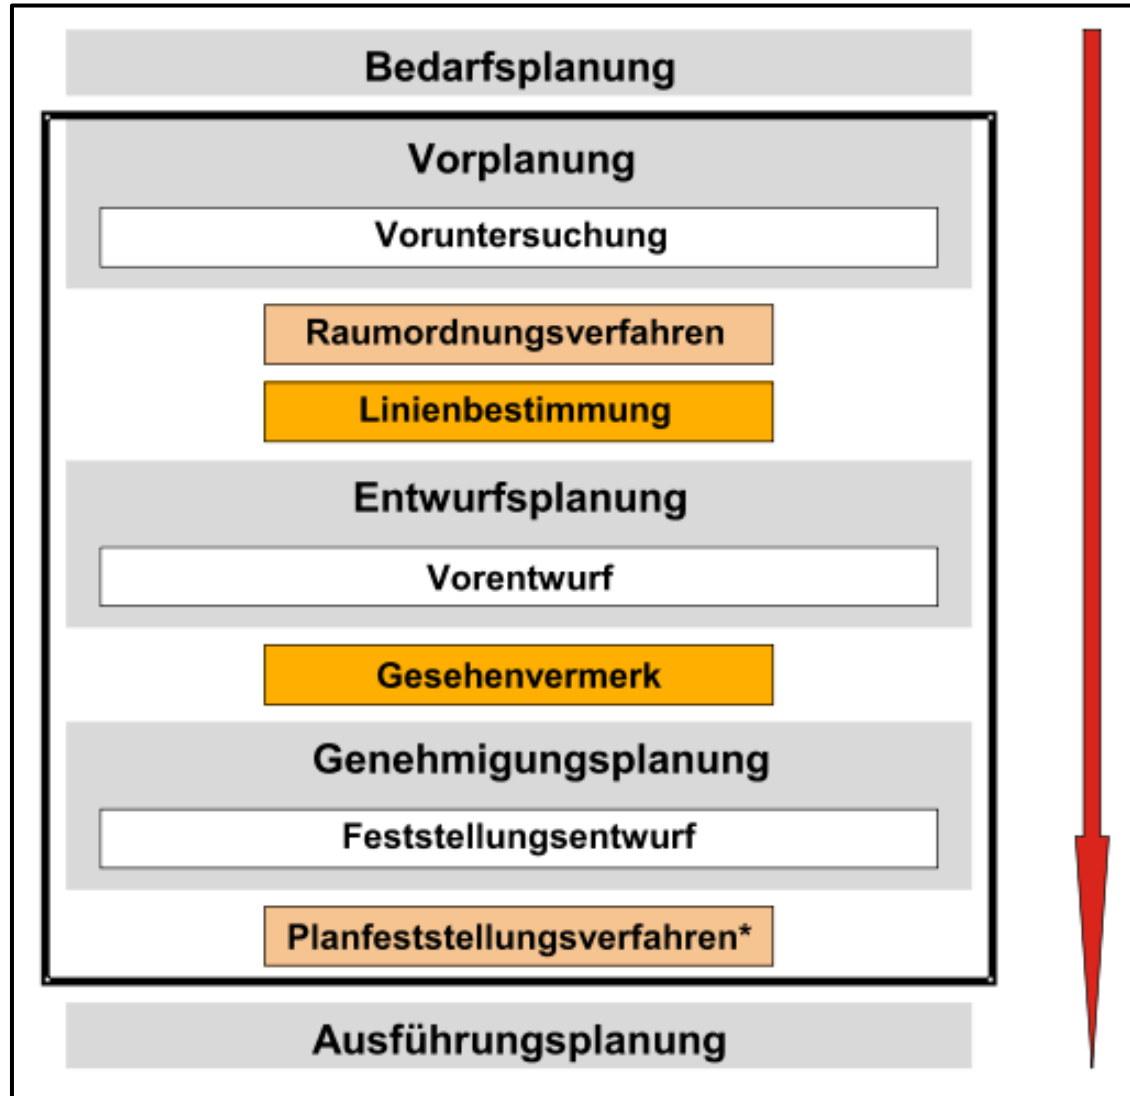 Bedarfsplanung
Vorplanung
Voruntersuchung
Raumordnungsverfahren
Linienbestimmung
Entwurfsplanung
Vorentwurf
Gesehenvermerk
Genehmigungsplanung
Feststellungsentwurf
Planfeststellungsverfahren*
Ausführungsplanung